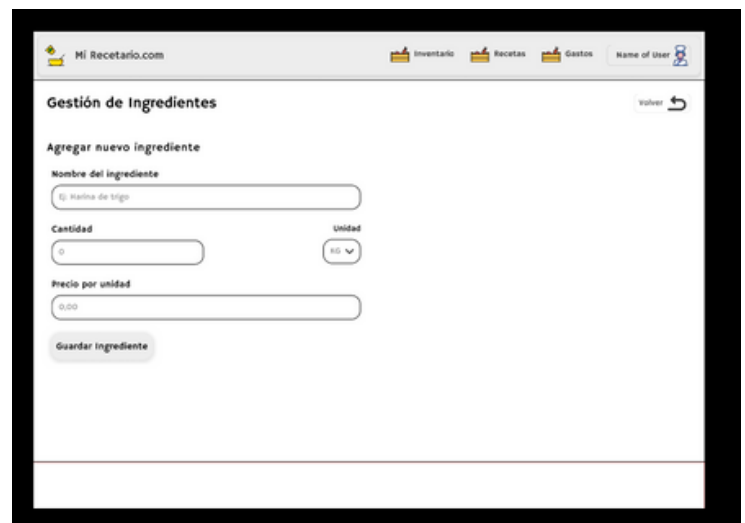 Mi Recetario.com
Inventario
Recetas
Gastos
Name of User
Gestión de Ingredientes
Volver
Agregar nuevo ingrediente
Nombre del ingrediente
Ej. Harina de trigo
Cantidad
Unidad
0
KG
Precio por unidad
0,00
Guardar Ingrediente